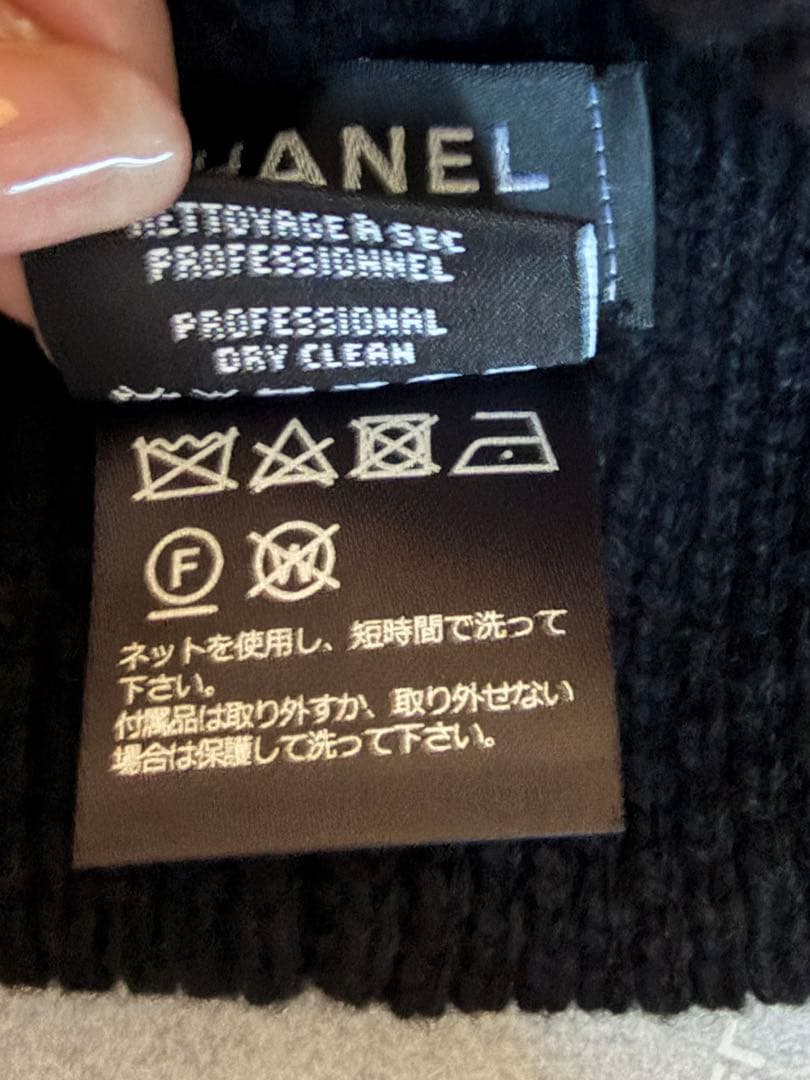 HANEL
NETTOYAGE À SEC
PROFESSIONNEL
PROFESSIONAL
DRY CLEAN
F W
ネットを使用し、短時間で洗って
下さい。
付属品は取り外すか、取り外せない
場合は保護して洗って下さい。